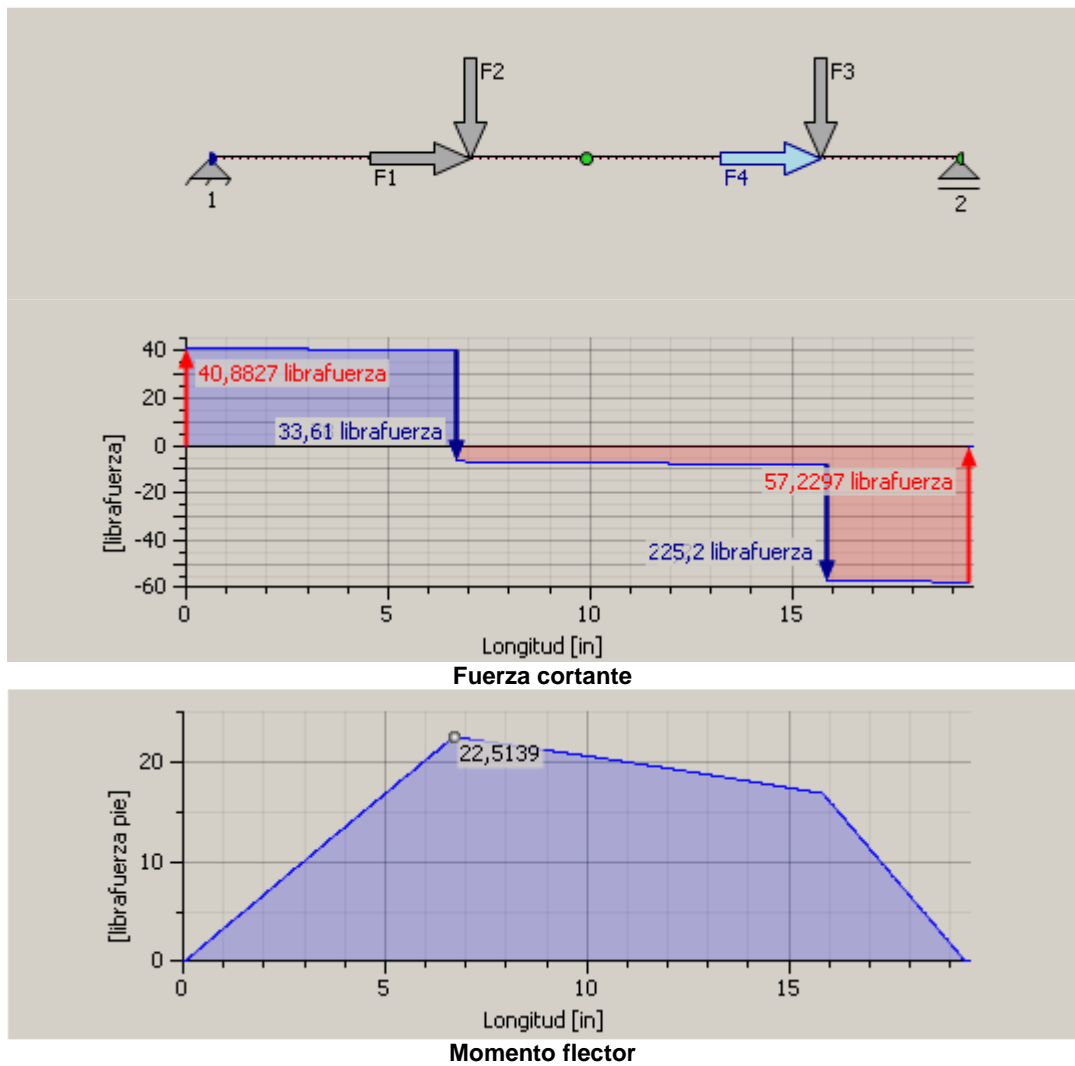 F2
F3
F1
F4
1
2
40
20
0
-20
-40
-60
[librafuerza]
40,8827 librafuerza
33,61 librafuerza
57,2297 librafuerza
225,2 librafuerza
0
5
10
15
Longitud [in]
Fuerza cortante
20
10
0
[librafuerza pie]
22,5139
0
5
10
15
Longitud [in]
Momento flector